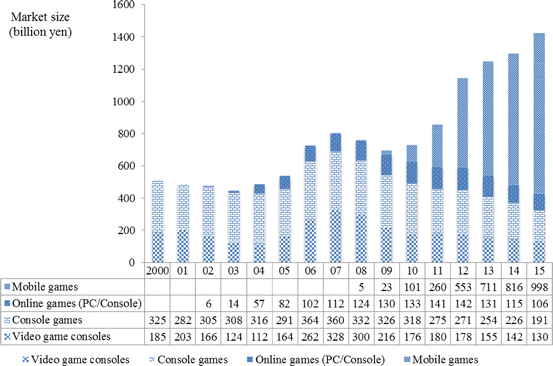 Market size
(billion yen)
1600
1400
1200
1000
800
600
400
200
0
2000 01 02 03 04 05 06 07 08 09 10 11 12 13 14 15
Mobile games 5 23 101 260 553 711 816 998
Online games (PC/Console) 6 14 57 82 102 112 124 130 133 141 142 131 115 106
Console games 325 282 305 308 316 291 364 360 332 326 318 275 271 254 226 191
Video game consoles 185 203 166 124 112 164 262 328 300 216 176 180 178 155 142 130
Video game consoles Console games Online games (PC/Console) Mobile games